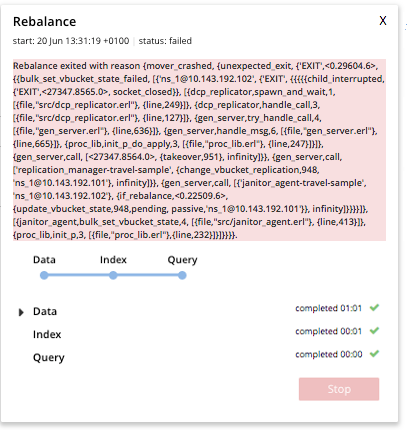 Rebalance X
start: 20 Jun 13:31:19 +0100 | status: failed
Rebalance exited with reason {mover_crashed, {unexpected_exit, {'EXIT',<0.29604.6>,
{{bulk_set_vbucket_state_failed, [{'ns_1@10.143.192.102', {'EXIT', {{{{{child_interrupted,
{'EXIT',<27347.8565.0>, socket_closed}}, [{dcp_replicator,spawn_and_wait,1,
[{file,"src/dcp_replicator.erl"}, {line,249}]}, {dcp_replicator,handle_call,3,
[{file,"src/dcp_replicator.erl"}, {line,127}]}, {gen_server,try_handle_call,4,
[{file,"gen_server.erl"}, {line,636}]}, {gen_server,handle_msg,6, [{file,"gen_server.erl"},
{line,665}]}, {proc_lib,init_p_do_apply,3, [{file,"proc_lib.erl"}, {line,247}]}]},
{gen_server,call, [<27347.8564.0>, {takeover,951}, infinity]}}, {gen_server,call,
['replication_manager-travel-sample', {change_vbucket_replication,948,
'ns_1@10.143.192.101'}, infinity]}}, {gen_server,call, [{'janitor_agent-travel-sample',
'ns_1@10.143.192.102'}, {if_rebalance,<0.22509.6>,
{update_vbucket_state,948,pending, passive,'ns_1@10.143.192.101'}}, infinity]}}}}]},
[{janitor_agent,bulk_set_vbucket_state,4, [{file,"src/janitor_agent.erl"}, {line,413}]},
{proc_lib,init_p,3, [{file,"proc_lib.erl"},{line,232}]}]}}}}.
Data Index Query
Data completed 01:01
Index completed 00:01
Query completed 00:00
Stop